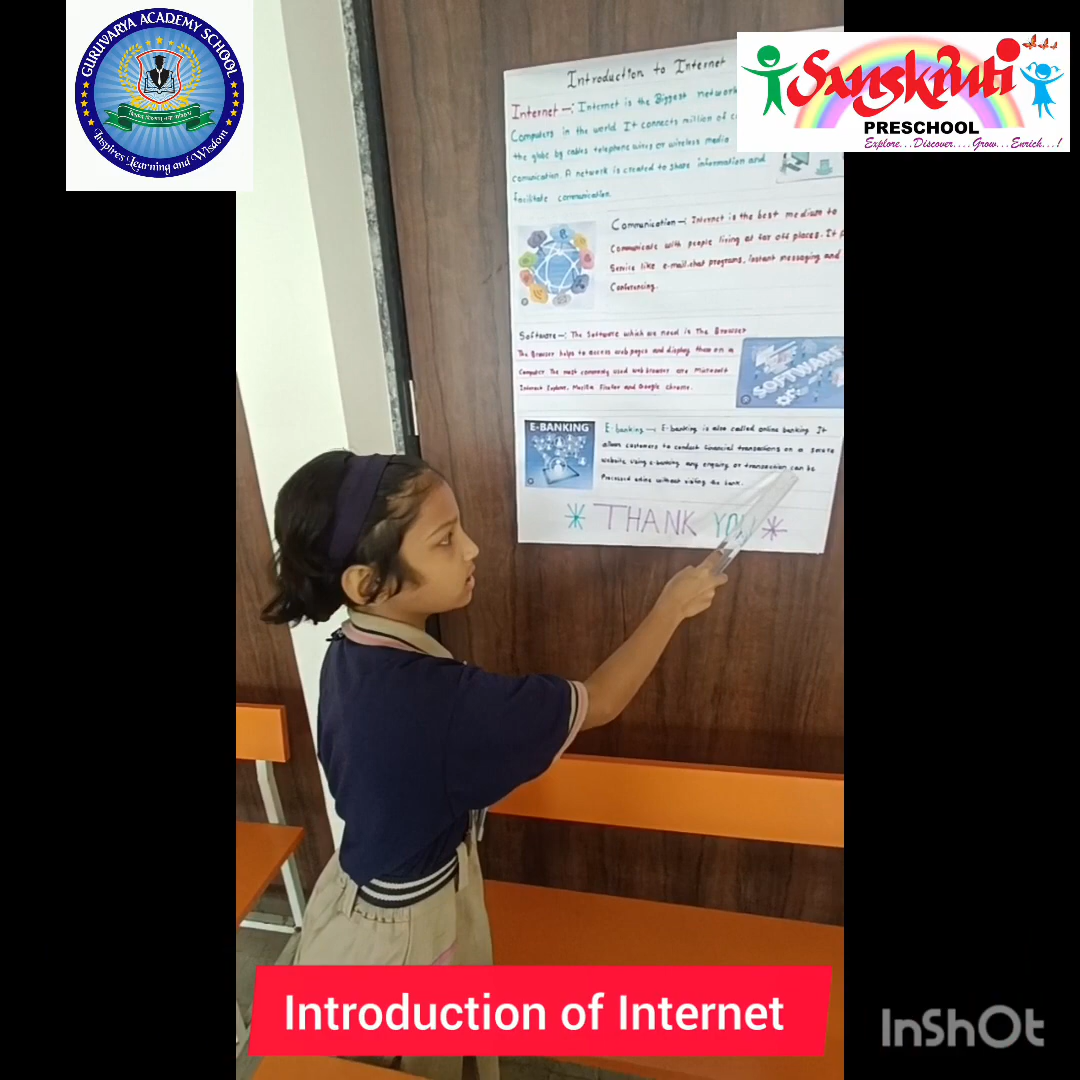 GURUVARYA ACADEMY SCHOOL
Inspires Learning and Wisdom
Sanskruti
PRESCHOOL
Explore...Discover....Grow...Enrich...!
Introduction to Internet
Internet -: Internet is the Biggest network
Computers in the world. It connects million of
the globe by cables telephone wires or wireless media
comunication. A network is created to share information and
facilitate communication.
Communication -: Internet is the best medium to
Communicate with people living at far off places. It
Service like e-mail. chat programs, instant messaging and
Conferencing.
Software -: The Software which we need is The Browser
The Browser helps to access web pages and display them on
Computer. The most commonly used web browser are Microsoft
Internet Explorer, Mozilla and Google chrome.
SOFTWARE
E-BANKING
E-banking -: E-banking is also called online banking. It
allows customers to conduct financial transactions on a
website using e-banking any enquiry or transaction can be
Processed online without visiting the bank.
THANK YOU
Introduction of Internet
InShOt